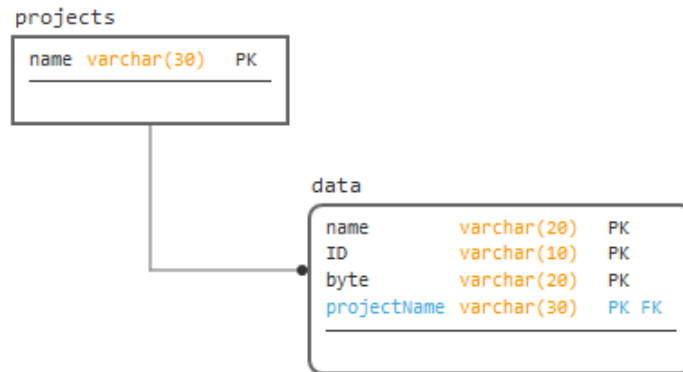 projects
name varchar(30) PK
data
name varchar(20) PK
ID varchar(10) PK
byte varchar(20) PK
projectName varchar(30) PK FK